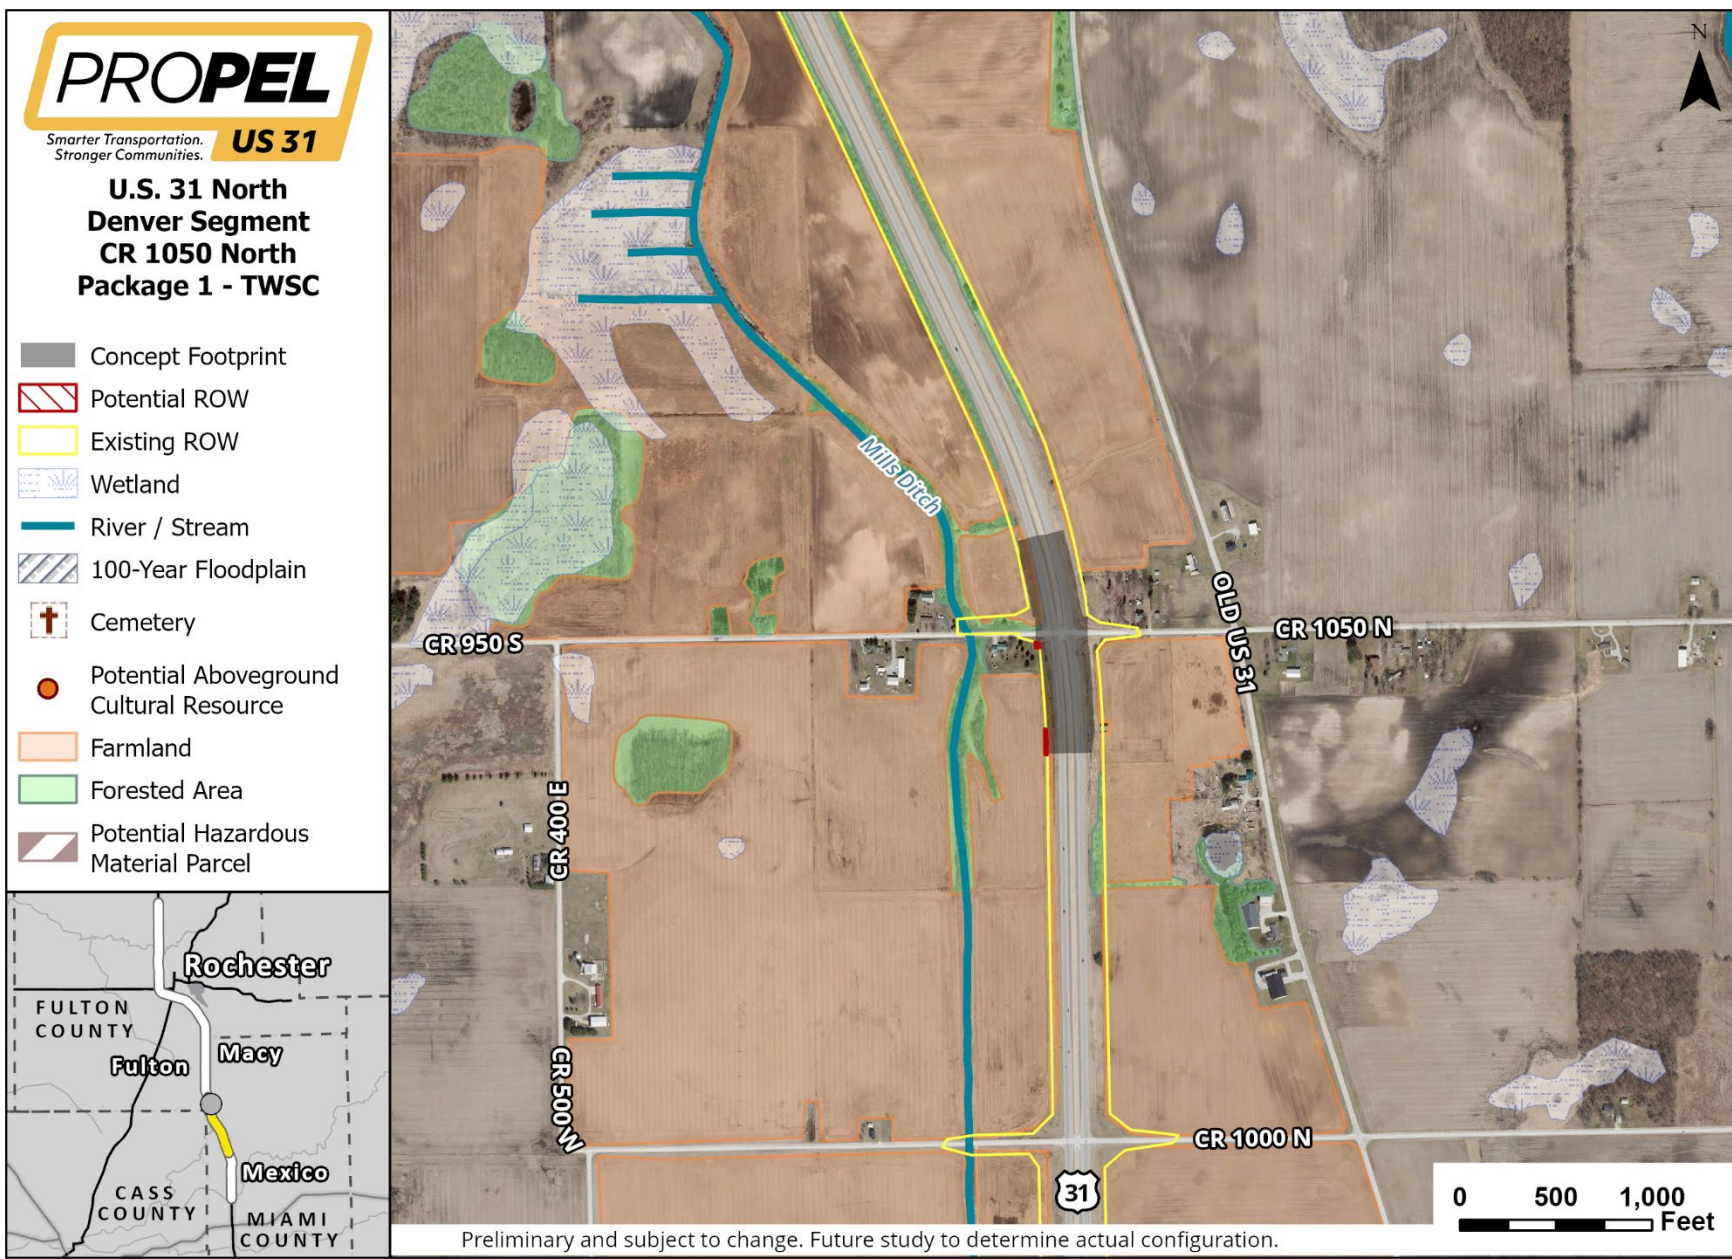 PROPEL
Smarter Transportation.
Stronger Communities.
US 31
U.S. 31 North
Denver Segment
CR 1050 North
Package 1 - TWSC
Concept Footprint
Potential ROW
Existing ROW
Wetland
River / Stream
100-Year Floodplain
Cemetery
Potential Aboveground
Cultural Resource
Farmland
Forested Area
Potential Hazardous
Material Parcel
Rochester
FULTON
COUNTY
Macy
Fulton
Mexico
CASS
COUNTY
MIAMI
COUNTY
N
Mills Ditch
CR 950 S
CR 1050 N
OLD US 31
CR 400 E
CR 500 W
CR 1000 N
31
0 500 1,000
Feet
Preliminary and subject to change. Future study to determine actual configuration.